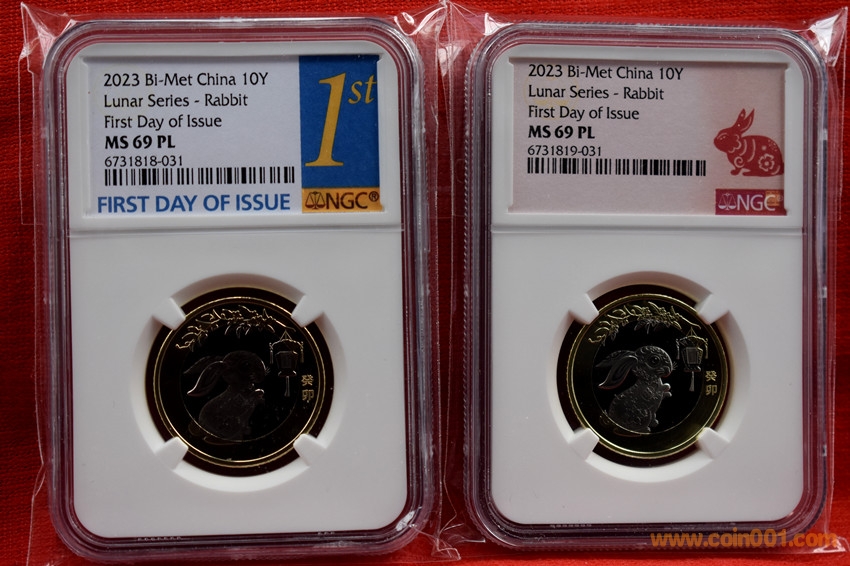 2023 Bi-Met China 10Y
Lunar Series - Rabbit
First Day of Issue
MS 69 PL
6731818-031
FIRST DAY OF ISSUE
1st
NGC®
癸卯
2023 Bi-Met China 10Y
Lunar Series - Rabbit
First Day of Issue
MS 69 PL
6731819-031
NGC
癸卯
www.coin001.com